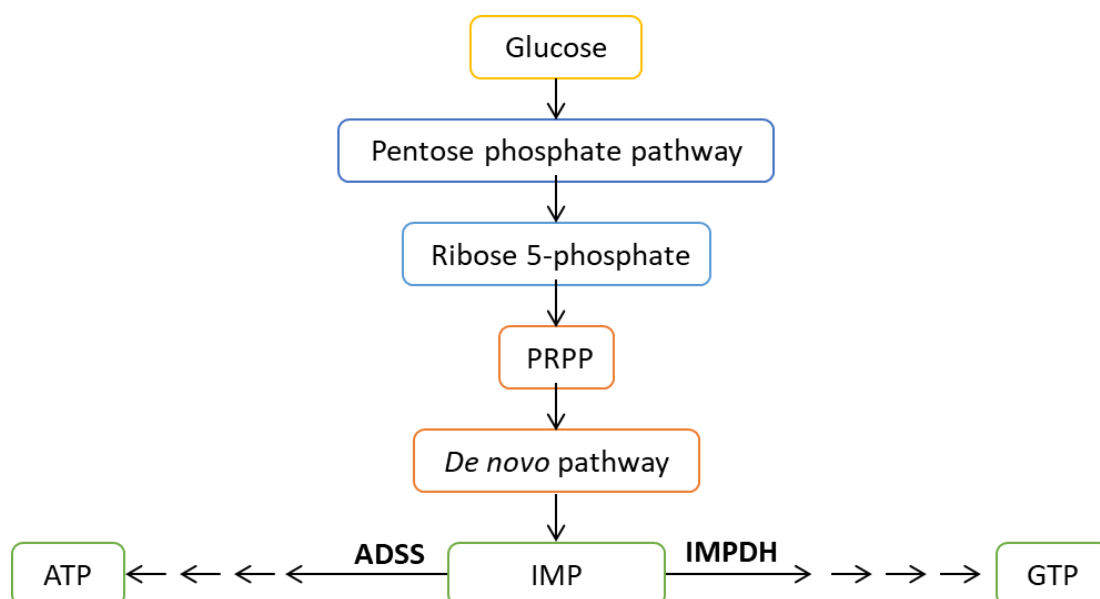 Glucose
Pentose phosphate pathway
Ribose 5-phosphate
PRPP
De novo pathway
ATP
ADSS
IMP
IMPDH
GTP